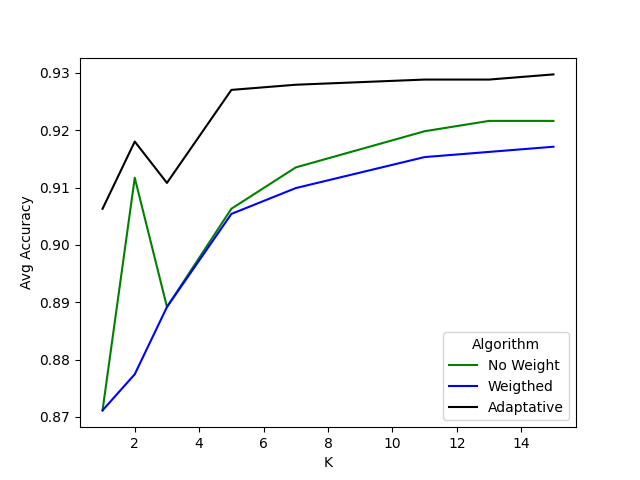 0.93
0.92
0.91
0.90
0.89
0.88
0.87
Avg Accuracy
2 4 6 8 10 12 14
K
Algorithm
No Weight
Weigthed
Adaptative